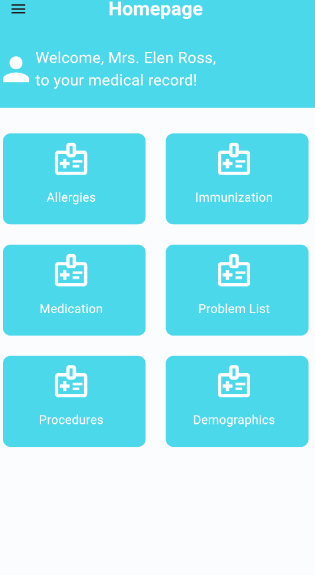 Homepage
Welcome, Mrs. Elen Ross,
to your medical record!
Allergies
Immunization
Medication
Problem List
Procedures
Demographics